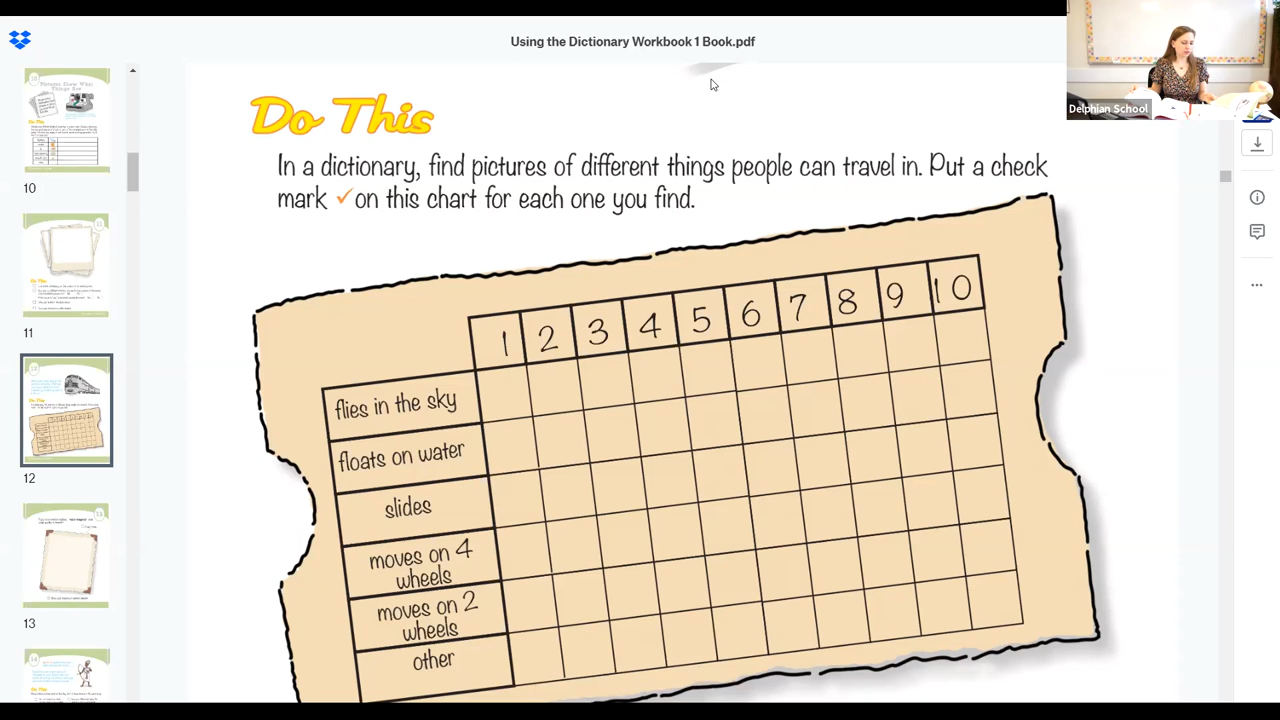 Using the Dictionary Workbook 1 Book.pdf
Delphian School
10
11
12
13
Do This
In a dictionary, find pictures of different things people can travel in. Put a check
mark ✓ on this chart for each one you find.
1 2 3 4 5 6 7 8 9 10
flies in the sky
floats on water
slides
moves on 4
wheels
moves on 2
wheels
other